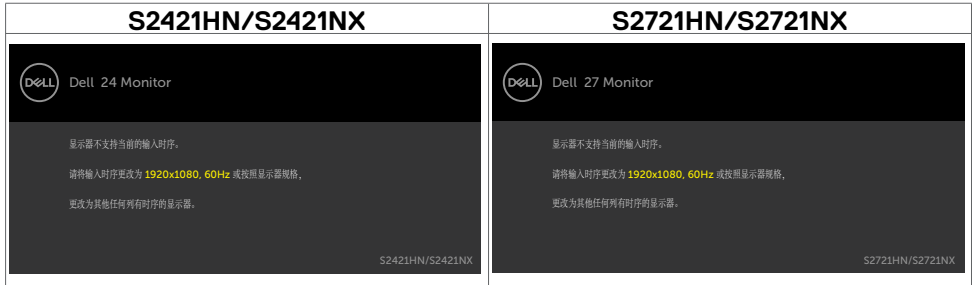 S2421HN/S2421NX
DELL Dell 24 Monitor
显示器不支持当前的输入时序。
请将输入时序更改为 1920x1080, 60Hz 或按照显示器规格,
更改为其他任何列有时序的显示器。
S2421HN/S2421NX
S2721HN/S2721NX
DELL Dell 27 Monitor
显示器不支持当前的输入时序。
请将输入时序更改为 1920x1080, 60Hz 或按照显示器规格,
更改为其他任何列有时序的显示器。
S2721HN/S2721NX